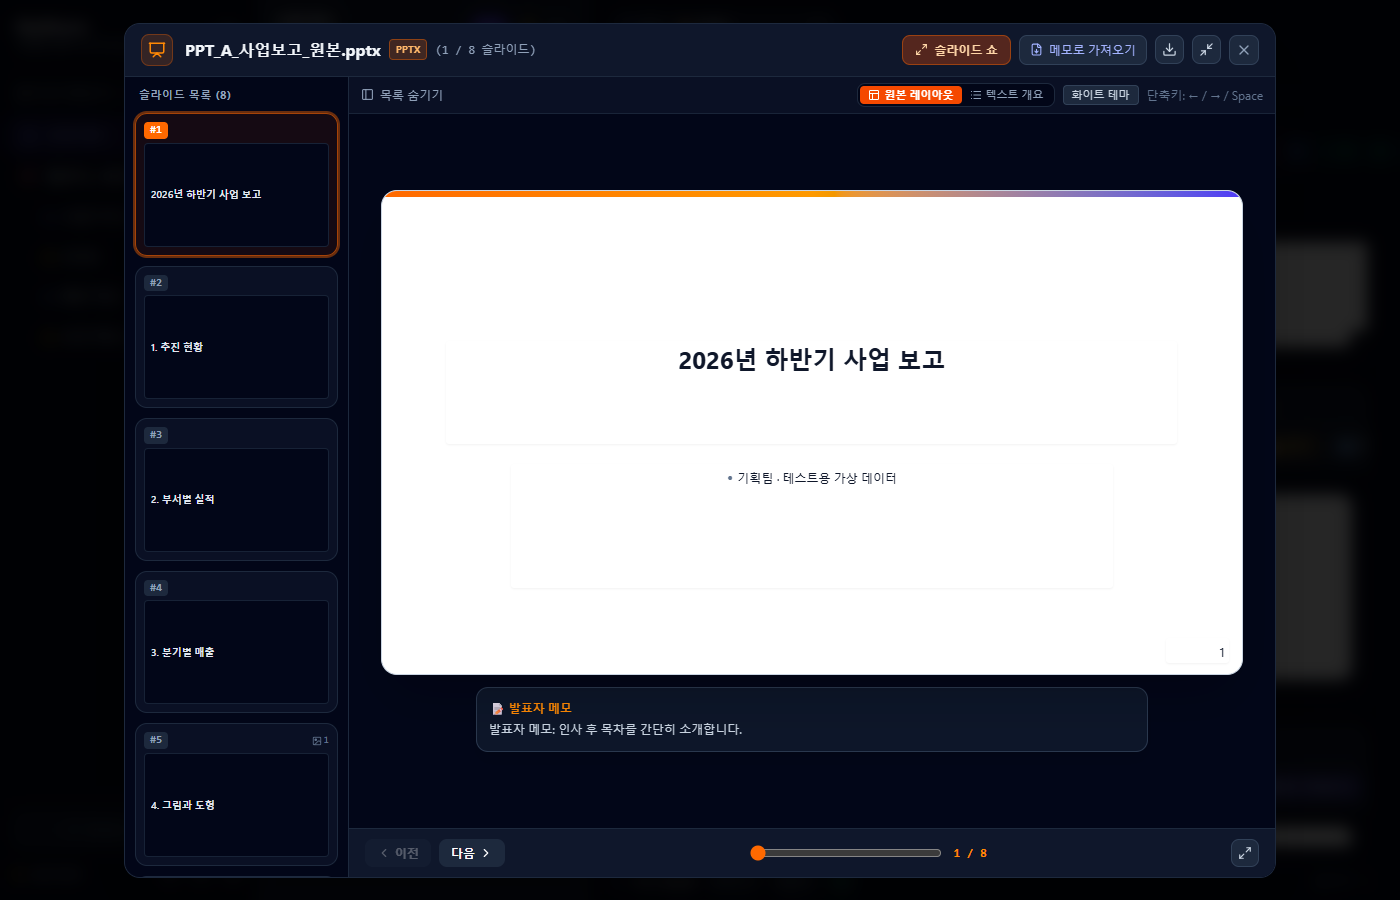 PPT_A_사업보고_원본.pptx PPTX (1 / 8 슬라이드)
슬라이드 쇼
메모로 가져오기
슬라이드 목록 (8)
목록 숨기기
원본 레이아웃
텍스트 개요
화이트 테마
단축키: ← / → / Space
#1
2026년 하반기 사업 보고
#2
1. 추진 현황
#3
2. 부서별 실적
#4
3. 분기별 매출
#5
1
4. 그림과 도형
2026년 하반기 사업 보고
• 기획팀 · 테스트용 가상 데이터
1
발표자 메모
발표자 메모: 인사 후 목차를 간단히 소개합니다.
이전
다음
1 / 8